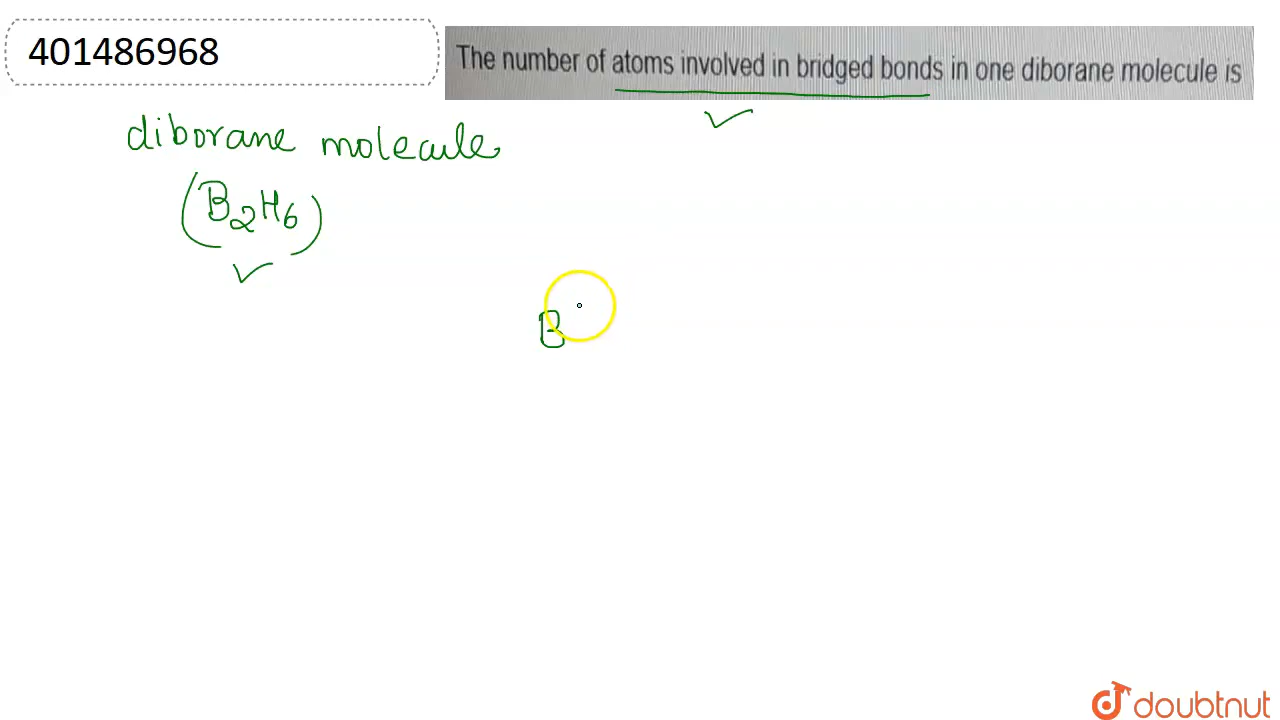 401486968
The number of atoms involved in bridged bonds in one diborane molecule is
diborane molecule
(B2H6)
B
doubtnut